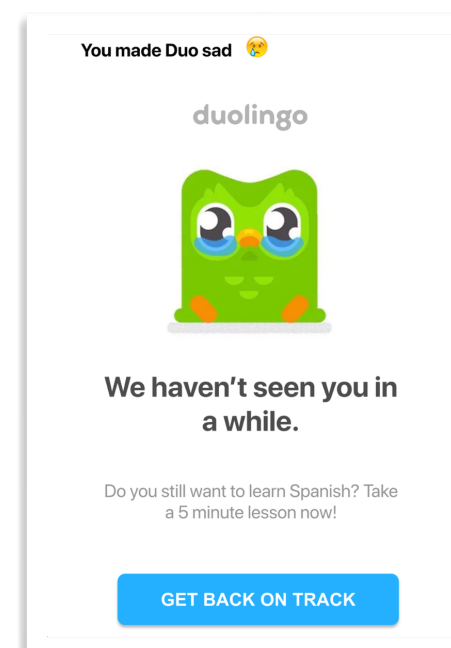 You made Duo sad 😢
duolingo
We haven’t seen you in
a while.
Do you still want to learn Spanish? Take
a 5 minute lesson now!
GET BACK ON TRACK